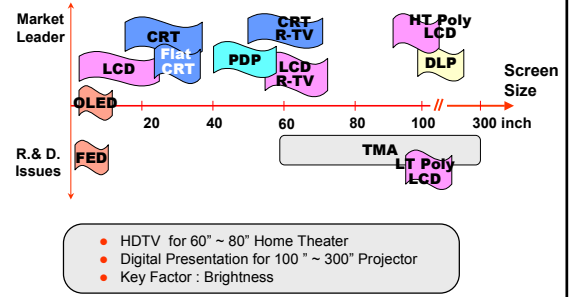 Market
Leader
CRT
Flat
CRT
LCD
OLED
CRT
R-TV
PDP
LCD
R-TV
HT Poly
LCD
DLP
Screen
Size
20
40
60
80
100
//
300 inch
R.& D.
Issues
FED
TMA
LT Poly
LCD
● HDTV for 60” ~ 80” Home Theater
● Digital Presentation for 100 ” ~ 300” Projector
● Key Factor : Brightness